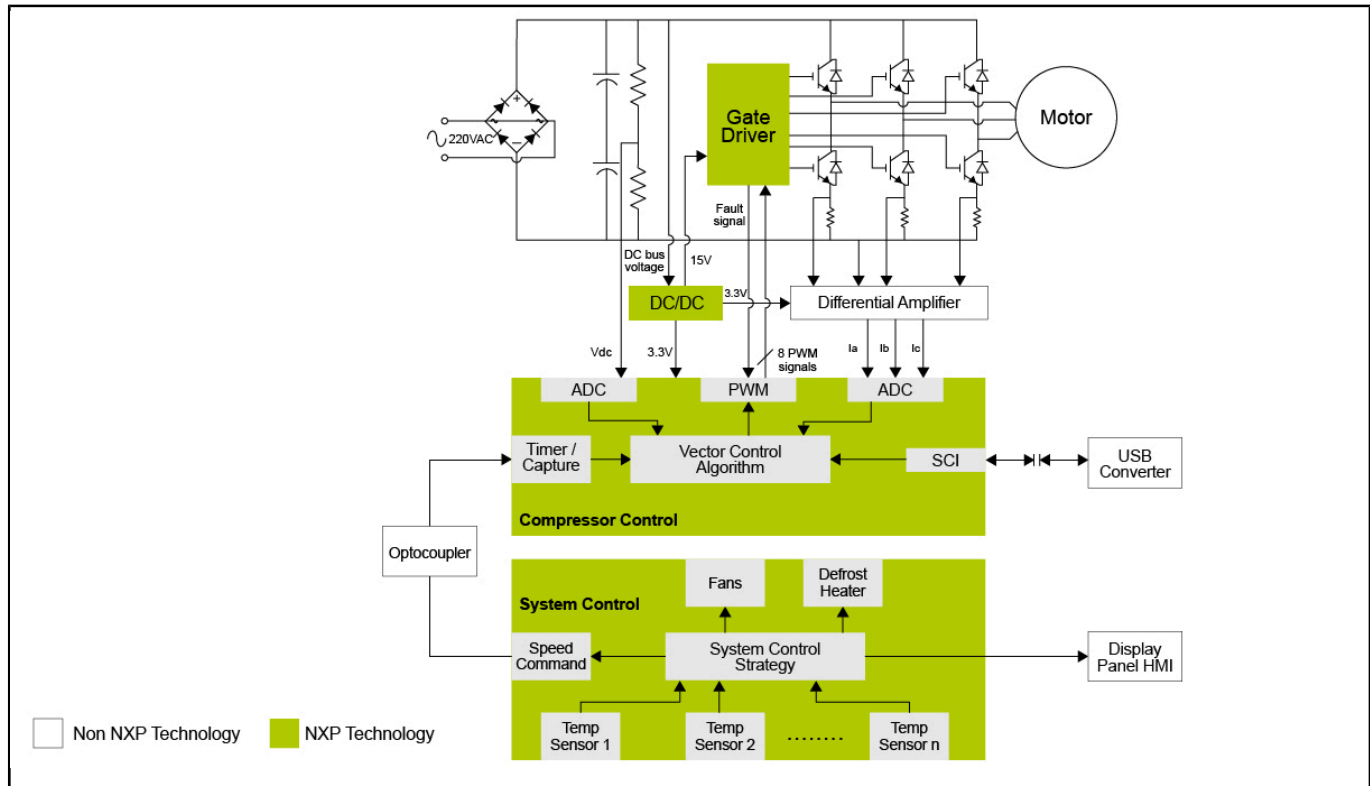 220VAC
+
−
Gate
Driver
Motor
Fault
signal
DC bus
voltage
15V
DC/DC
3.3V
Differential Amplifier
Vdc
3.3V
8 PWM
signals
Ia
Ib
Ic
ADC
PWM
ADC
Timer /
Capture
Vector Control
Algorithm
SCI
USB
Converter
Compressor Control
Optocoupler
System Control
Fans
Defrost
Heater
Speed
Command
System Control
Strategy
Display
Panel HMI
Temp
Sensor 1
Temp
Sensor 2
........
Temp
Sensor n
Non NXP Technology
NXP Technology